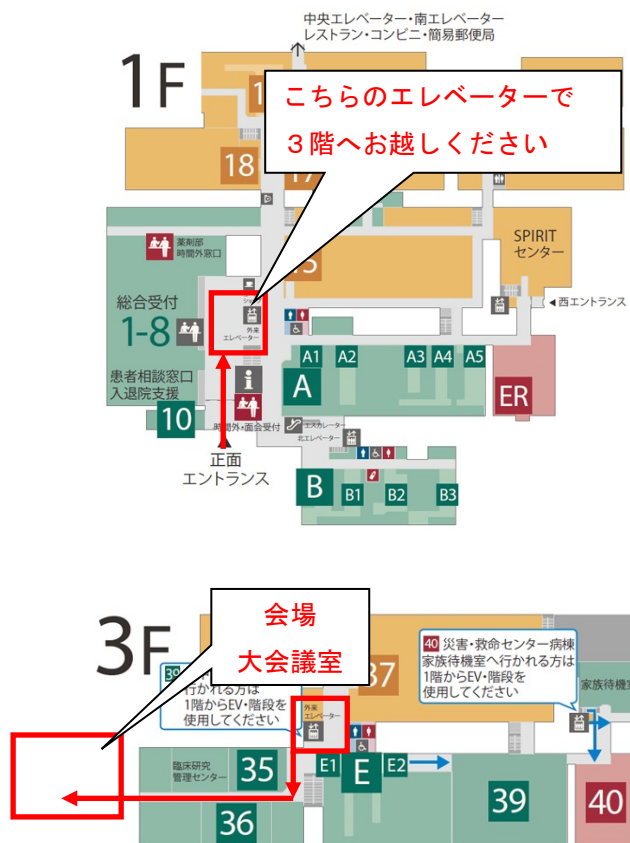 中央エレベーター・南エレベーター
レストラン・コンビニ・簡易郵便局
1F
こちらのエレベーターで
３階へお越しください
18
17
薬剤部
時間外窓口
SPIRIT
センター
西エントランス
総合受付
1-8
外来
エレベーター
A1
A2
A3
A4
A5
A
ER
患者相談窓口
入退院支援
10
時間外・面会受付
エスカレーター
北エレベーター
正面
エントランス
B
B1
B2
B3
3F
会場
大会議室
37
行かれる方は
1階からEV・階段を
使用してください
40 災害・救命センター病棟
家族待機室へ行かれる方は
1階からEV・階段を
使用してください
家族待機
外来
エレベーター
臨床研究
管理センター
35
E1
E
E2
36
39
40